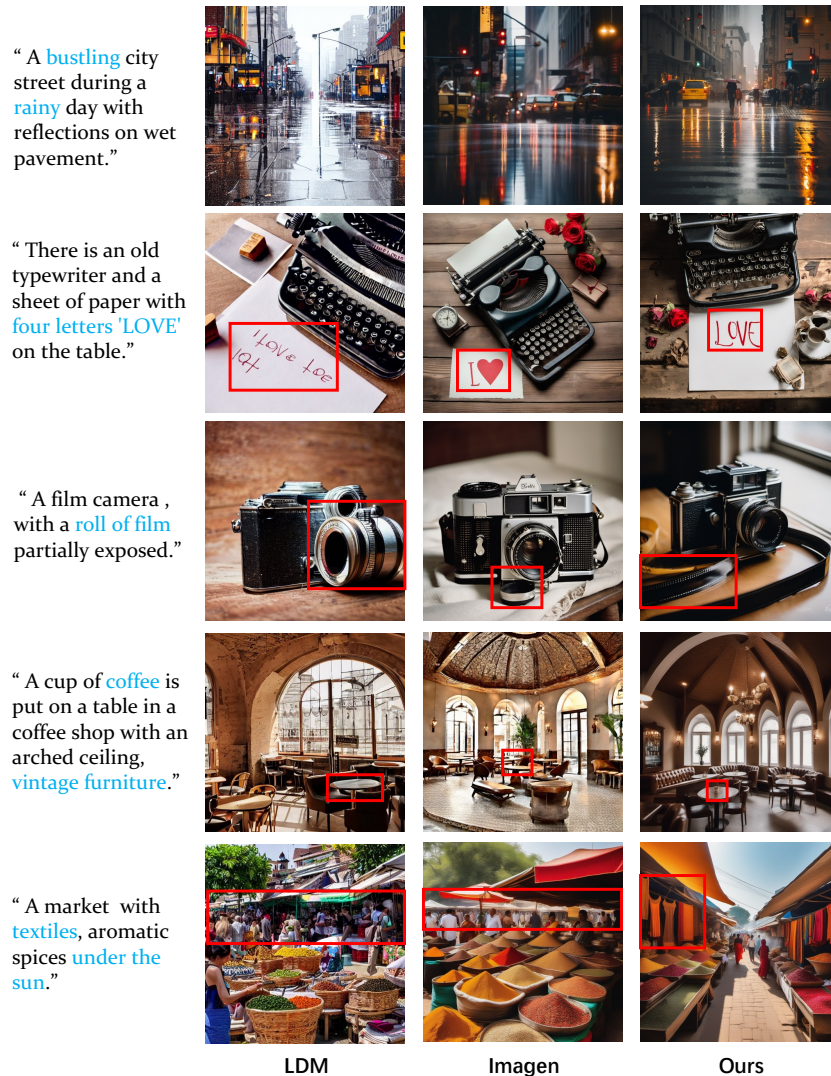 “ A bustling city
street during a
rainy day with
reflections on wet
pavement.”
“ There is an old
typewriter and a
sheet of paper with
four letters 'LOVE'
on the table.”
LOVE
“ A film camera ,
with a roll of film
partially exposed.”
“ A cup of coffee is
put on a table in a
coffee shop with an
arched ceiling,
vintage furniture.”
“ A market with
textiles, aromatic
spices under the
sun.”
LDM
Imagen
Ours